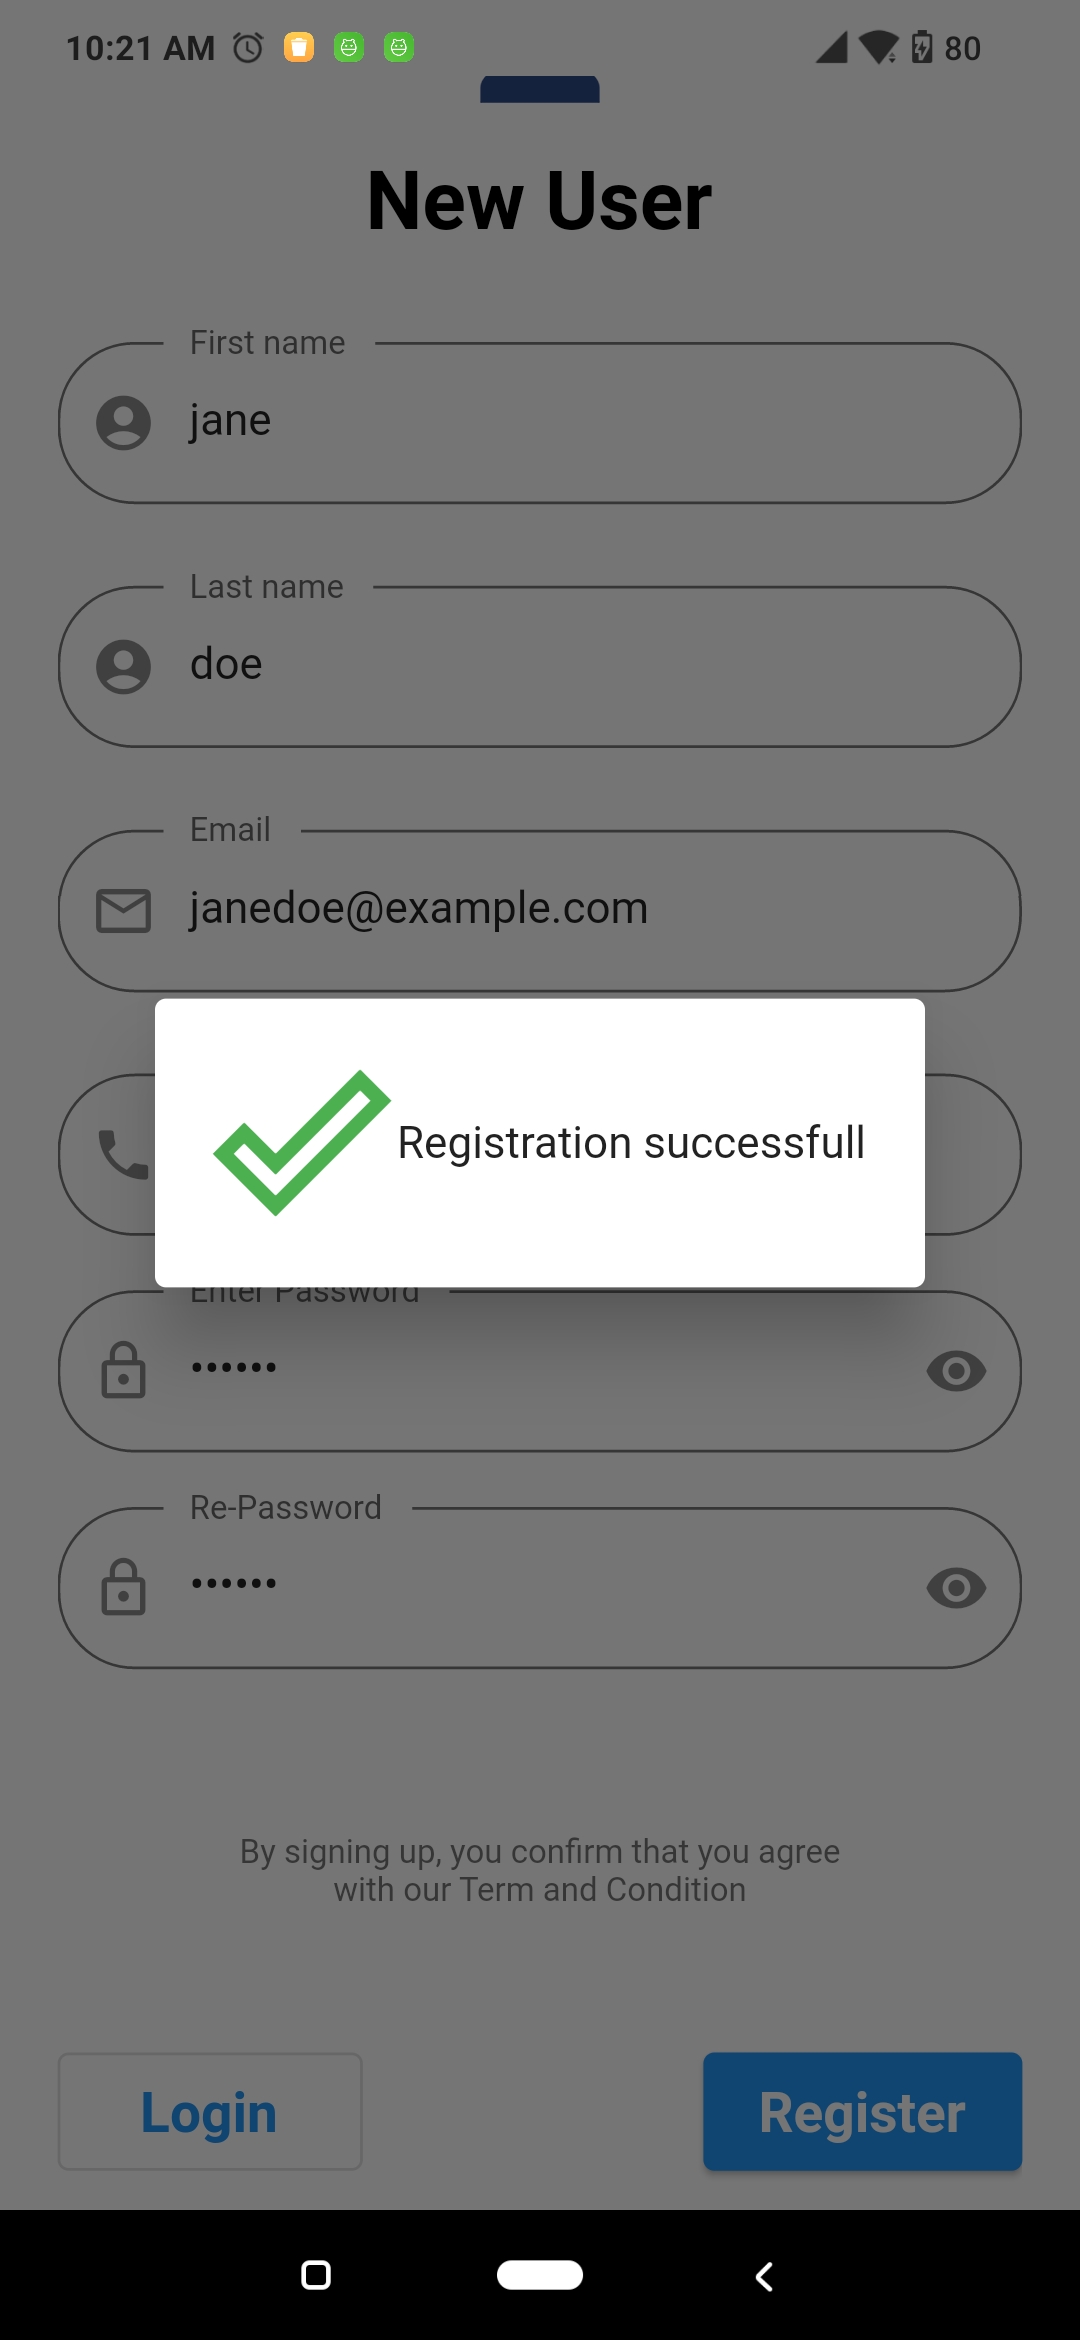 10:21 AM
80
New User
First name
jane
Last name
doe
Email
janedoe@example.com
Registration successfull
Enter Password
••••••
Re-Password
••••••
By signing up, you confirm that you agree
with our Term and Condition
Login
Register